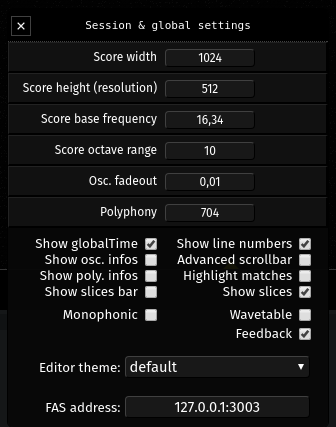 × Session & global settings
Score width 1024
Score height (resolution) 512
Score base frequency 16,34
Score octave range 10
Osc. fadeout 0,01
Polyphony 704
Show globalTime Show line numbers
Show osc. infos Advanced scrollbar
Show poly. infos Highlight matches
Show slices bar Show slices
Monophonic Wavetable
Feedback
Editor theme: default
FAS address: 127.0.0.1:3003